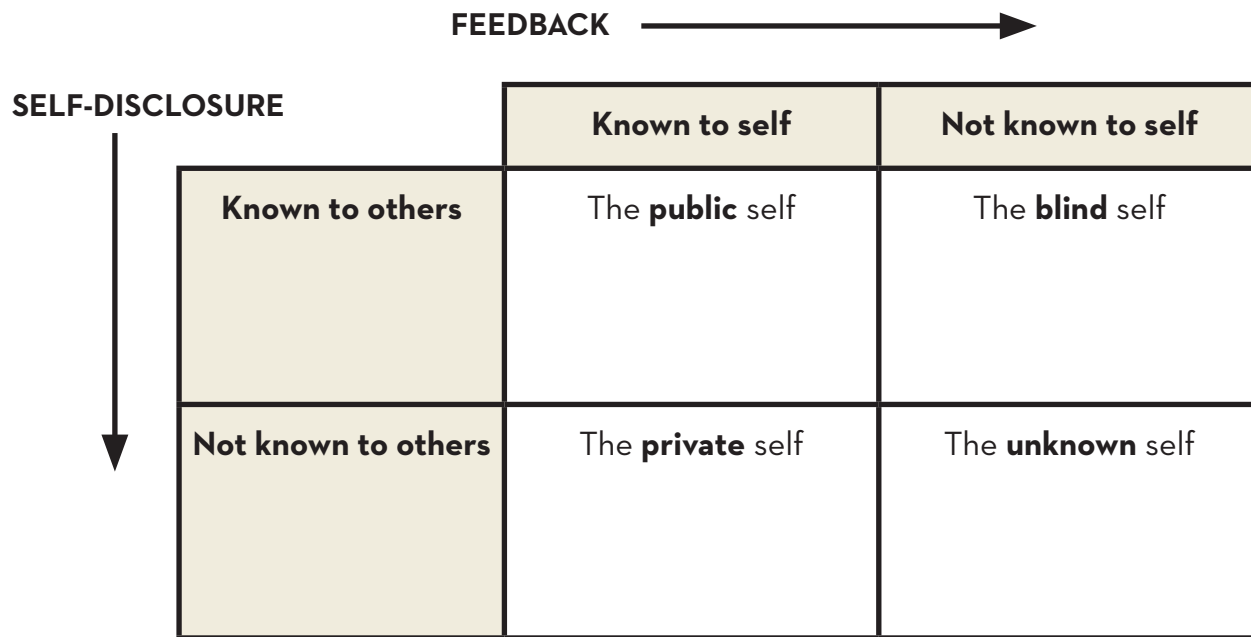 FEEDBACK
SELF-DISCLOSURE
Known to self
Not known to self
Known to others
The public self
The blind self
Not known to others
The private self
The unknown self